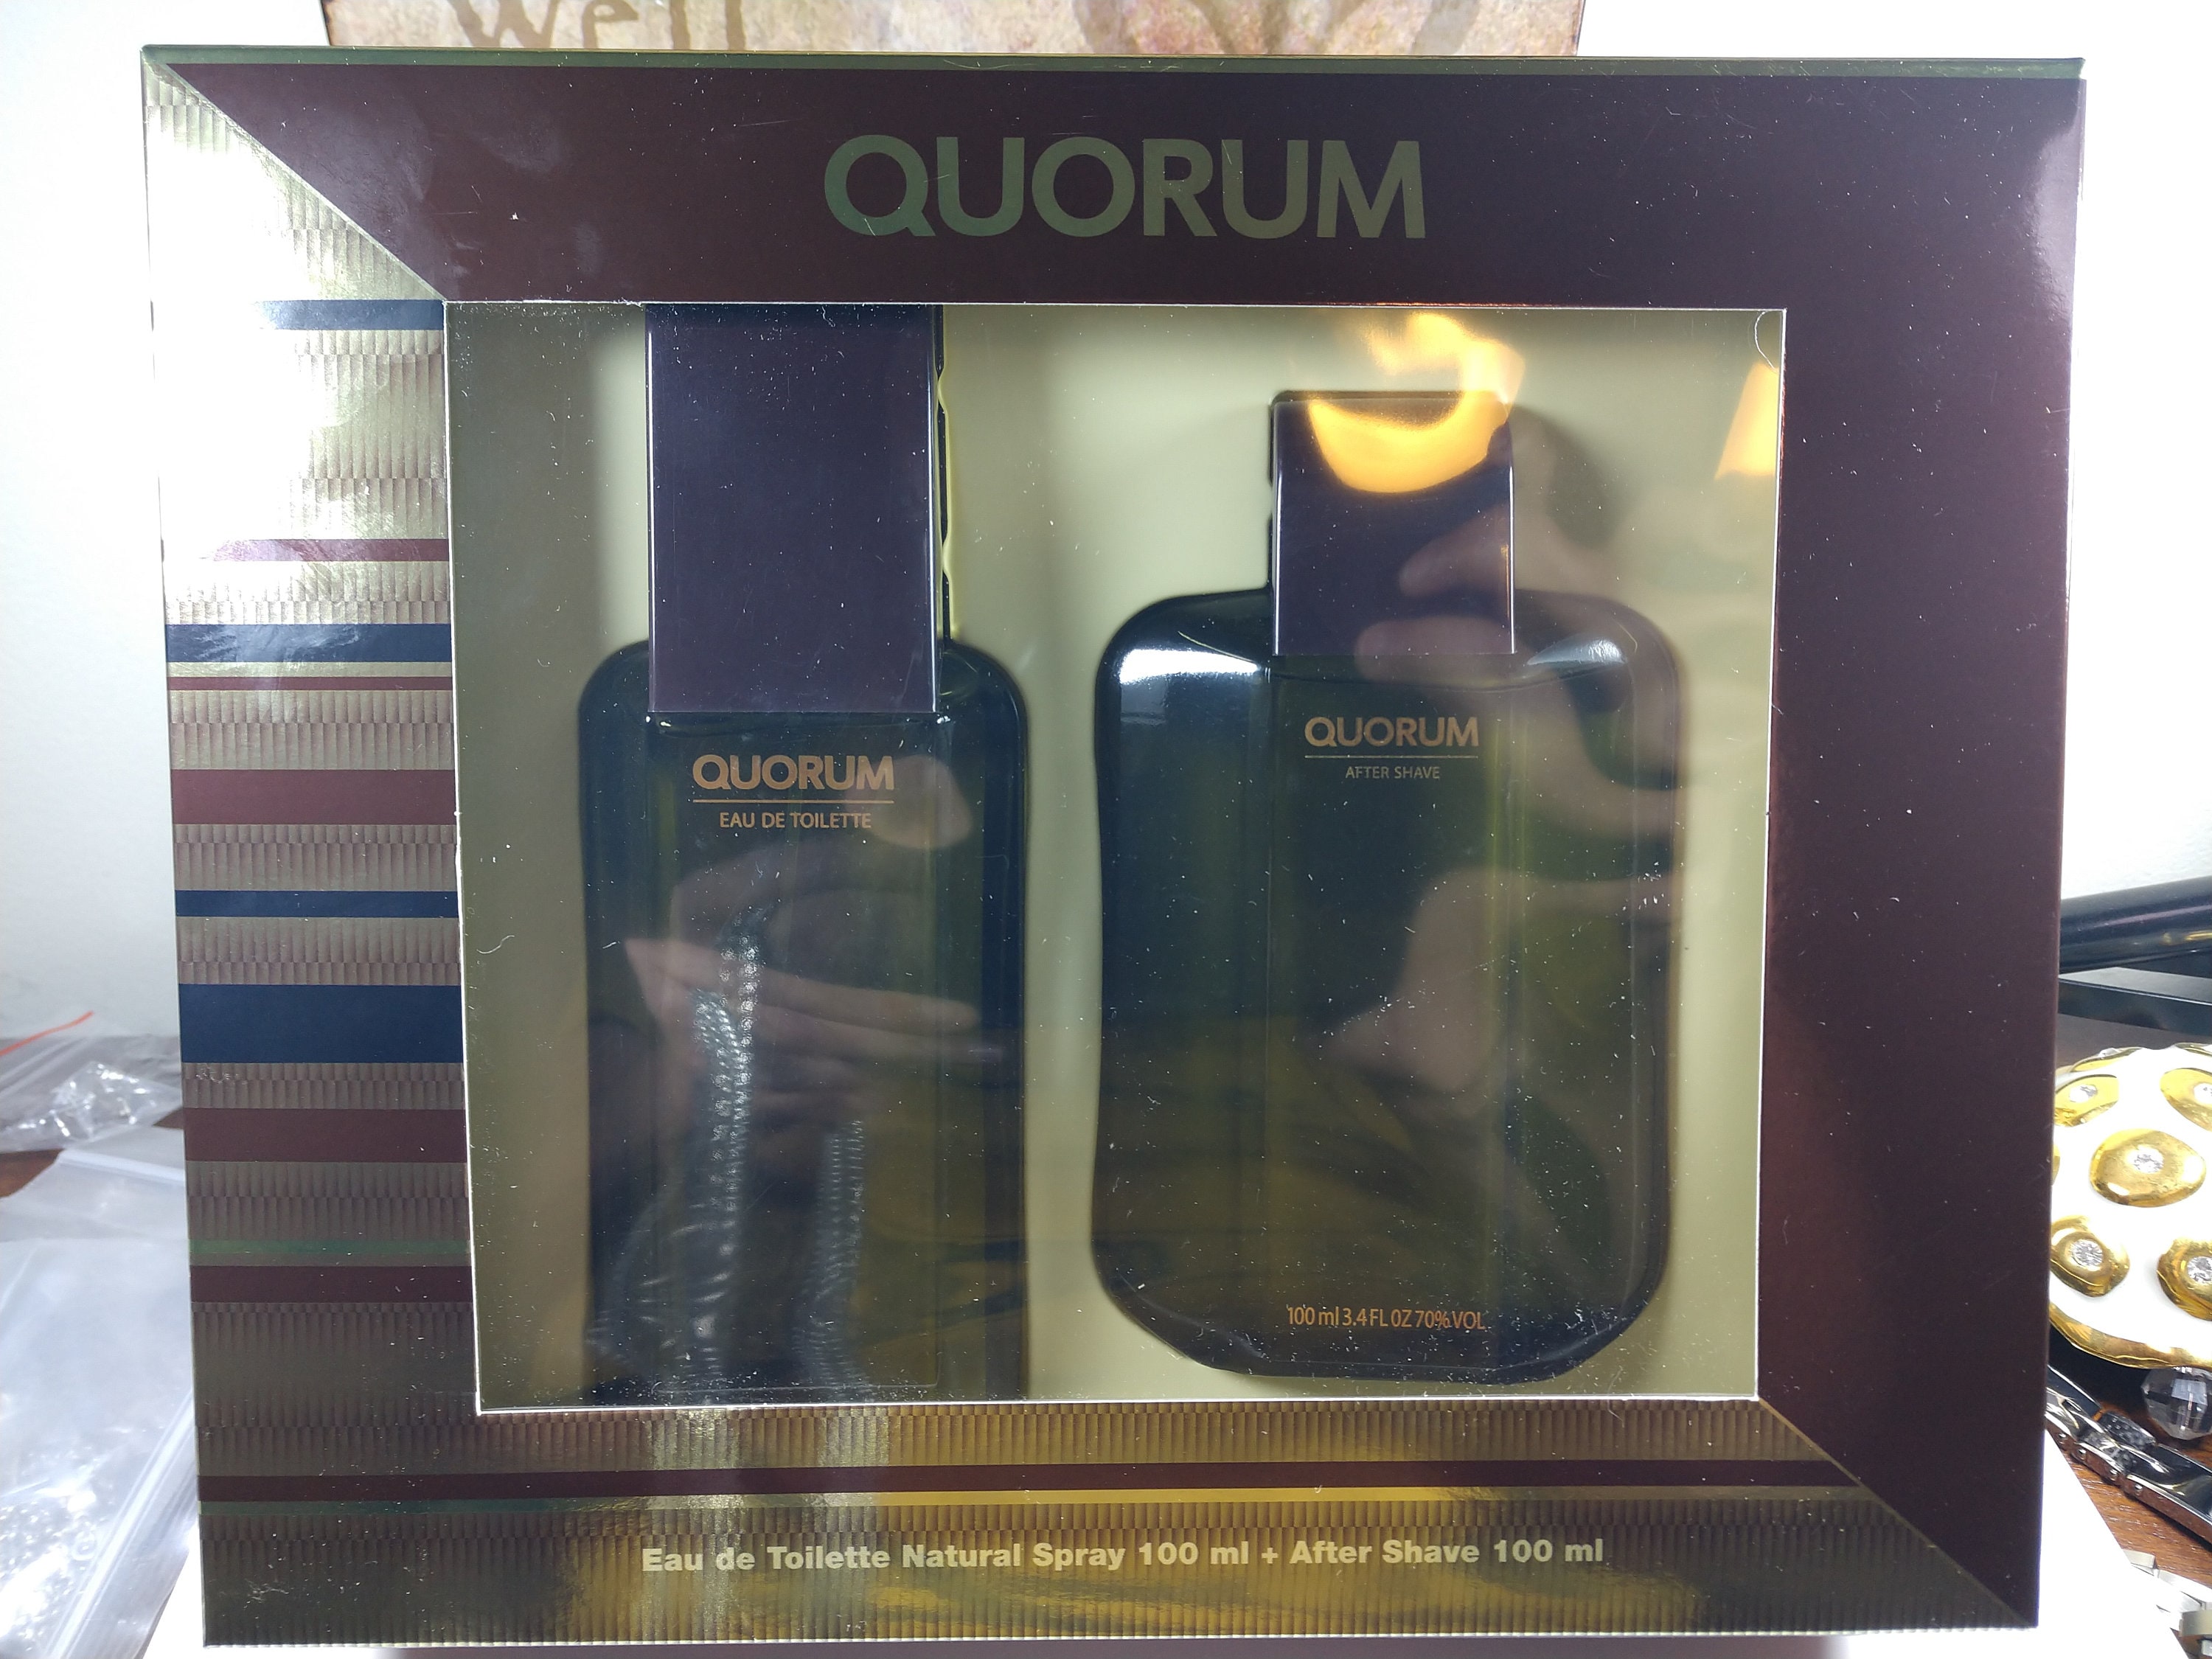 Well
QUORUM
QUORUM
EAU DE TOILETTE
QUORUM
AFTER SHAVE
100 ml 3.4 FL OZ 70% VOL
Eau de Toilette Natural Spray 100 ml + After Shave 100 ml